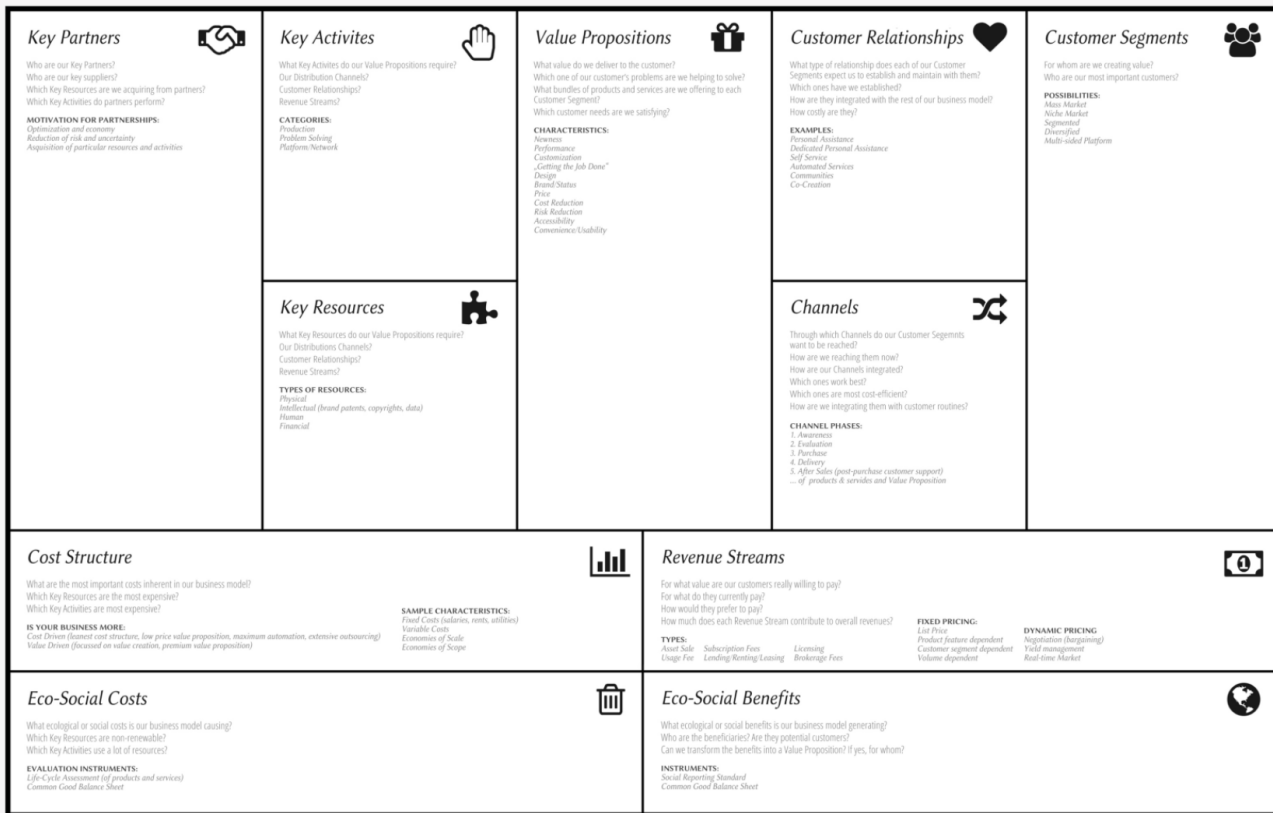 Key Partners
Who are our Key Partners?
Who are our key suppliers?
Which Key Resources are we acquiring from partners?
Which Key Activities do partners perform?
MOTIVATION FOR PARTNERSHIPS:
Optimization and economy
Reduction of risk and uncertainty
Asquisition of particular resources and activities
Key Activites
What Key Activites do our Value Propositions require?
Our Distribution Channels?
Customer Relationships?
Revenue Streams?
CATEGORIES:
Production
Problem Solving
Platform/Network
Key Resources
What Key Resources do our Value Propositions require?
Our Distributions Channels?
Customer Relationships?
Revenue Streams?
TYPES OF RESOURCES:
Physical
Intellectual (brand patents, copyrights, data)
Human
Financial
Value Propositions
What value do we deliver to the customer?
Which one of our customer's problems are we helping to solve?
What bundles of products and services are we offering to each
Customer Segment?
Which customer needs are we satisfying?
CHARACTERISTICS:
Newness
Performance
Customization
„Getting the Job Done"
Design
Brand/Status
Price
Cost Reduction
Risk Reduction
Accessibility
Convenience/Usability
Customer Relationships
What type of relationship does each of our Customer
Segments expect us to establish and maintain with them?
Which ones have we established?
How are they integrated with the rest of our business model?
How costly are they?
EXAMPLES:
Personal Assistance
Dedicated Personal Assistance
Self Service
Automated Services
Communities
Co-Creation
Channels
Through which Channels do our Customer Segemnts
want to be reached?
How are we reaching them now?
How are our Channels integrated?
Which ones work best?
Which ones are most cost-efficient?
How are we integrating them with customer routines?
CHANNEL PHASES:
1. Awareness
2. Evaluation
3. Purchase
4. Delivery
5. After Sales (post-purchase customer support)
... of products & servides and Value Proposition
Customer Segments
For whom are we creating value?
Who are our most important customers?
POSSIBILITIES:
Mass Market
Niche Market
Segmented
Diversified
Multi-sided Platform
Cost Structure
What are the most important costs inherent in our business model?
Which Key Resources are the most expensive?
Which Key Activities are most expensive?
IS YOUR BUSINESS MORE:
Cost Driven (leanest cost structure, low price value proposition, maximum automation, extensive outsourcing)
Value Driven (focussed on value creation, premium value proposition)
SAMPLE CHARACTERISTICS:
Fixed Costs (salaries, rents, utilities)
Variable Costs
Economies of Scale
Economies of Scope
Revenue Streams
For what value are our customers really willing to pay?
For what do they currently pay?
How would they prefer to pay?
How much does each Revenue Stream contribute to overall revenues?
TYPES:
Asset Sale Subscription Fees Licensing
Usage Fee Lending/Renting/Leasing Brokerage Fees
FIXED PRICING:
List Price
Product feature dependent
Customer segment dependent
Volume dependent
DYNAMIC PRICING
Negotiation (bargaining)
Yield management
Real-time Market
1
Eco-Social Costs
What ecological or social costs is our business model causing?
Which Key Resources are non-renewable?
Which Key Activities use a lot of resources?
EVALUATION INSTRUMENTS:
Life-Cycle Assessment (of products and services)
Common Good Balance Sheet
Eco-Social Benefits
What ecological or social benefits is our business model generating?
Who are the beneficiaries? Are they potential customers?
Can we transform the benefits into a Value Proposition? If yes, for whom?
INSTRUMENTS:
Social Reporting Standard
Common Good Balance Sheet